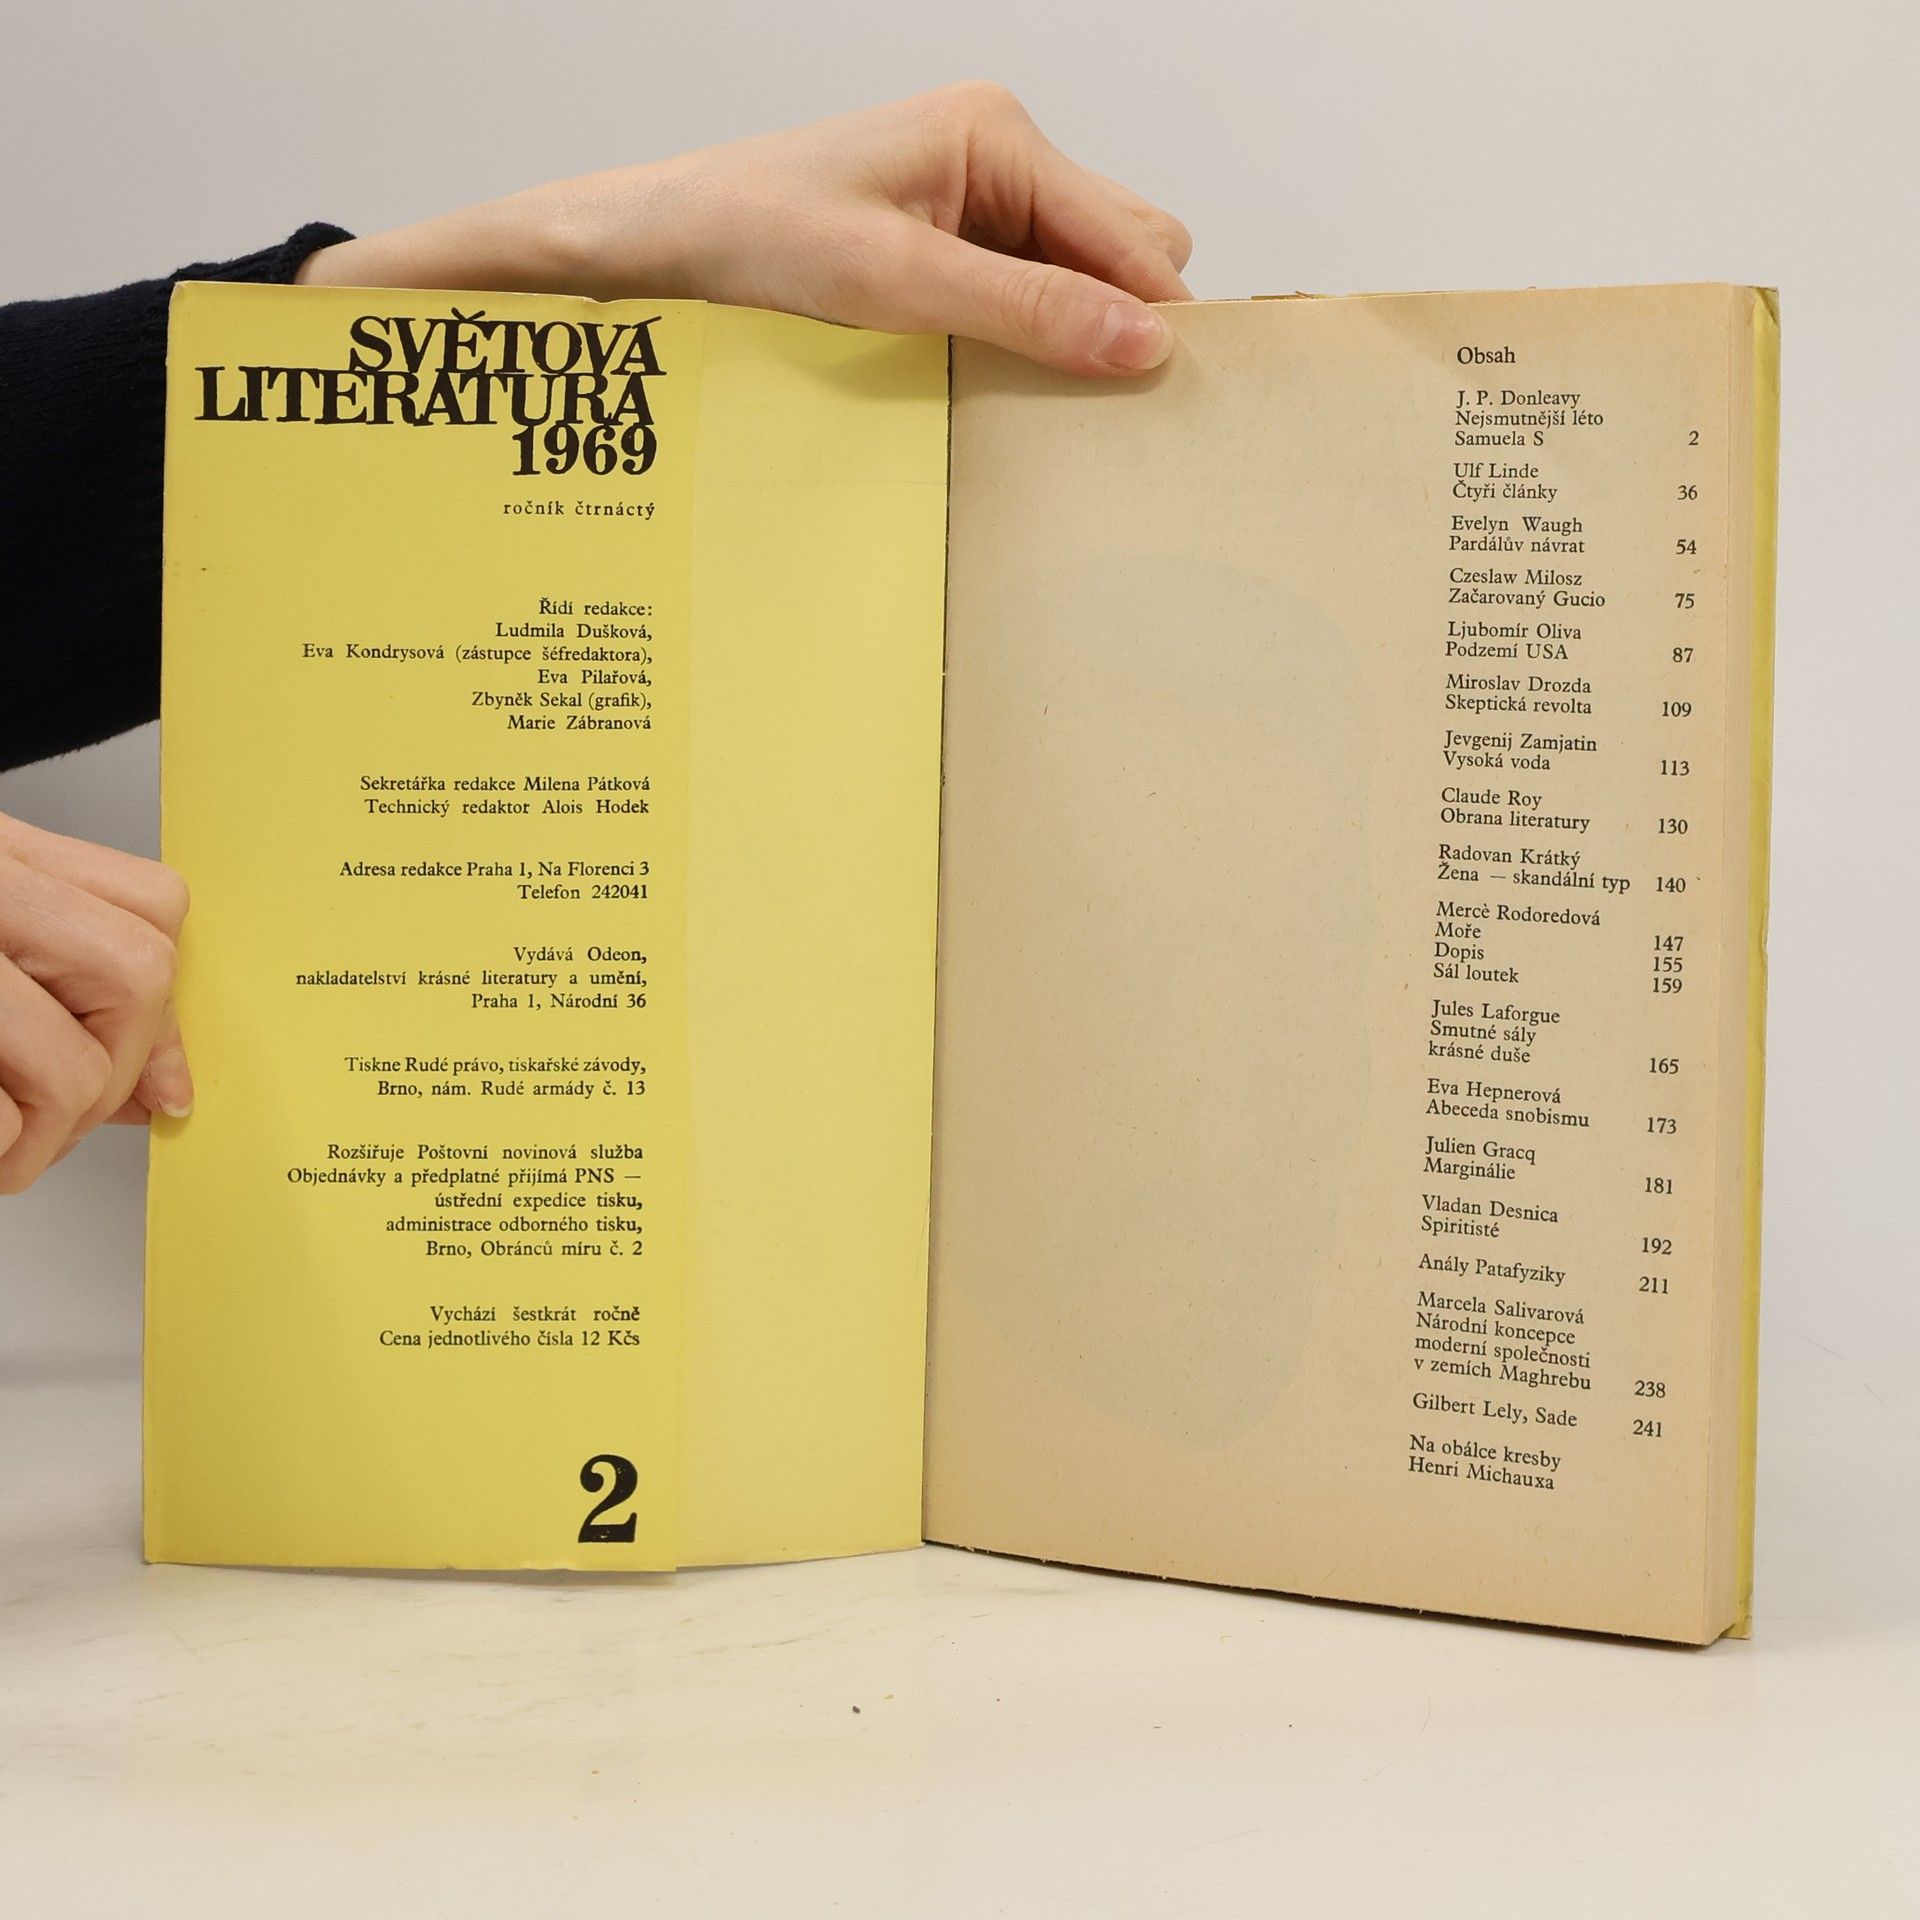 SVĚTOVÁ
LITERATURA
1969
ročník čtrnáctý
Řídí redakce:
Ludmila Dušková,
Eva Kondrysová (zástupce šéfredaktora),
Eva Pilařová,
Zbyněk Sekal (grafik),
Marie Zábranová
Sekretářka redakce Milena Pátková
Technický redaktor Alois Hodek
Adresa redakce Praha 1, Na Florenci 3
Telefon 242041
Vydává Odeon,
nakladatelství krásné literatury a umění,
Praha 1, Národní 36
Tiskne Rudé právo, tiskařské závody,
Brno, nám. Rudé armády č. 13
Rozšiřuje Poštovní novinová služba
Objednávky a předplatné přijímá PNS —
ústřední expedice tisku,
administrace odborného tisku,
Brno, Obránců míru č. 2
Vychází šestkrát ročně
Cena jednotlivého čísla 12 Kčs
2
Obsah
J. P. Donleavy
Nejsmutnější léto
Samuela S 2
Ulf Linde
Čtyři články 36
Evelyn Waugh
Pardálův návrat 54
Czeslaw Milosz
Začarovaný Gucio 75
Ljubomír Oliva
Podzemí USA 87
Miroslav Drozda
Skeptická revolta 109
Jevgenij Zamjatin
Vysoká voda 113
Claude Roy
Obrana literatury 130
Radovan Krátký
Žena — skandální typ 140
Mercè Rodoredová
Moře 147
Dopis 155
Sál loutek 159
Jules Laforgue
Smutné sály
krásné duše 165
Eva Hepnerová
Abeceda snobismu 173
Julien Gracq
Marginálie 181
Vladan Desnica
Spiritisté 192
Anály Patafyziky 211
Marcela Salivarová
Národní koncepce
moderní společnosti
v zemích Maghrebu 238
Gilbert Lely, Sade 241
Na obálce kresby
Henri Michauxa